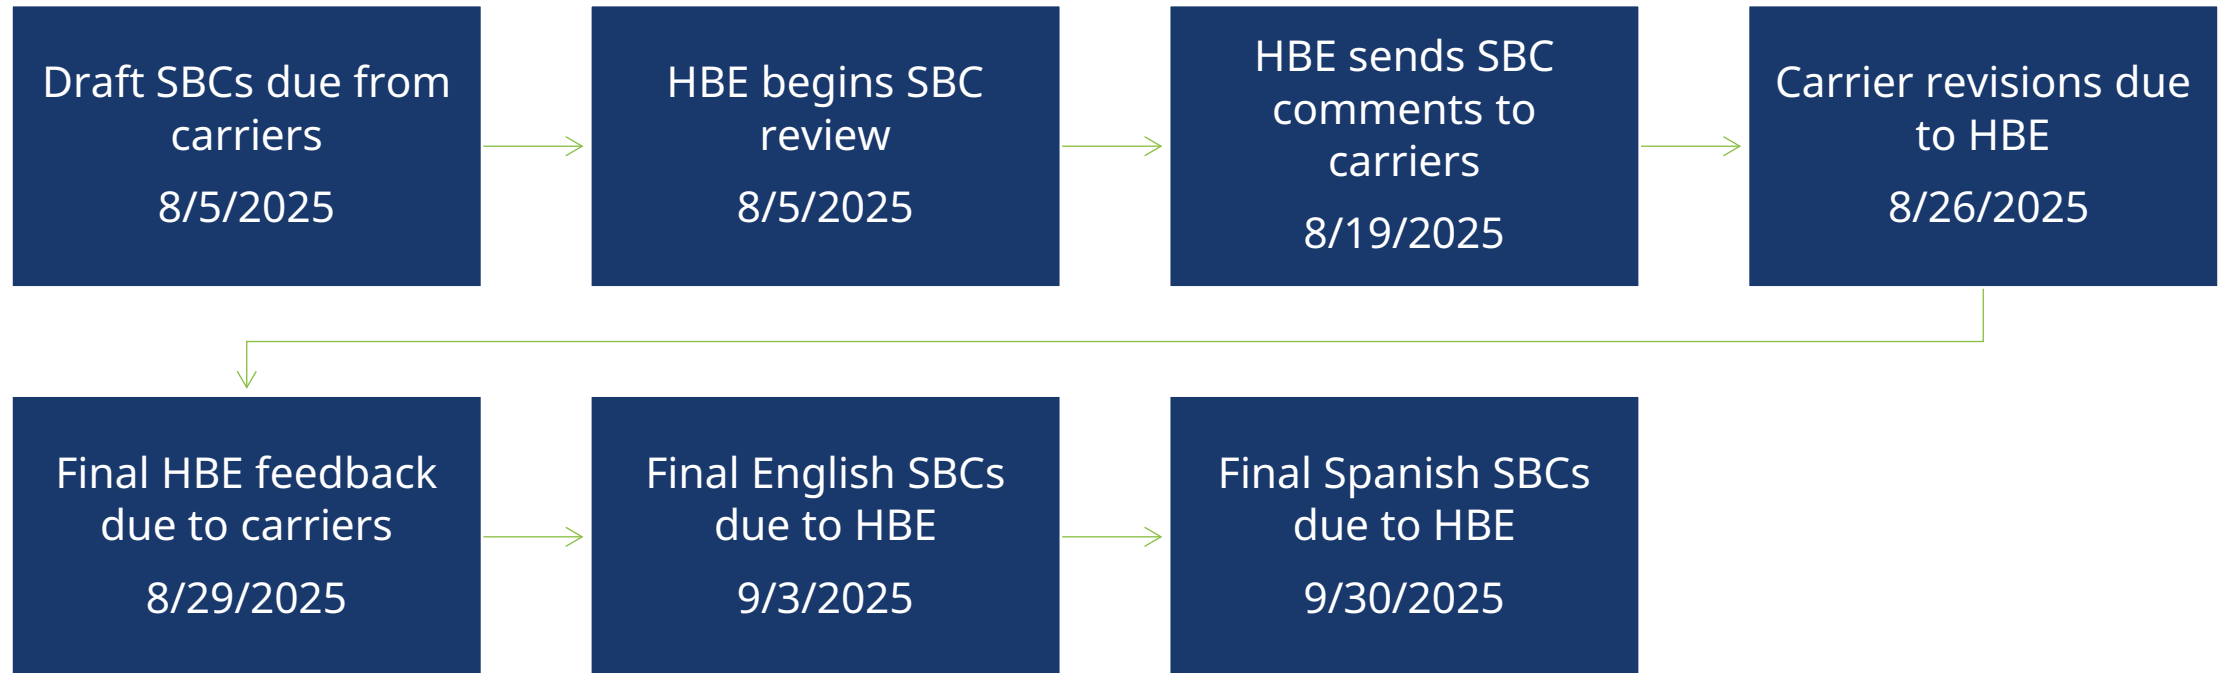 Draft SBCs due from
carriers
8/5/2025
HBE begins SBC
review
8/5/2025
HBE sends SBC
comments to
carriers
8/19/2025
Carrier revisions due
to HBE
8/26/2025
Final HBE feedback
due to carriers
8/29/2025
Final English SBCs
due to HBE
9/3/2025
Final Spanish SBCs
due to HBE
9/30/2025